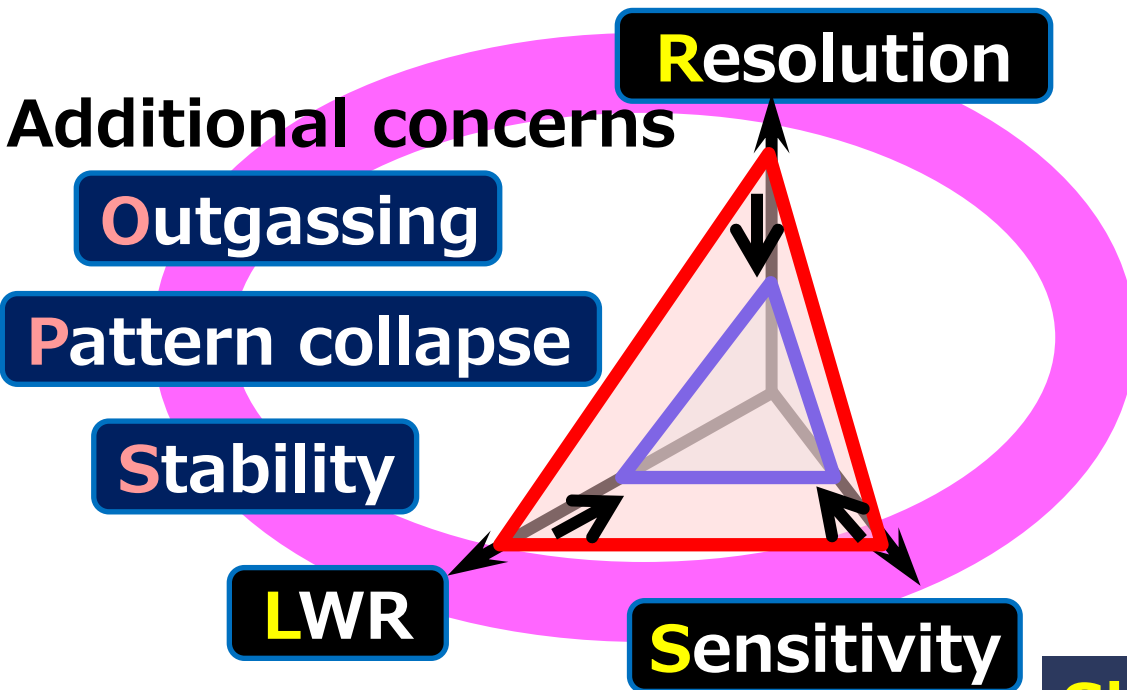 Resolution
Additional concerns
Outgassing
Pattern collapse
Stability
LWR
Sensitivity